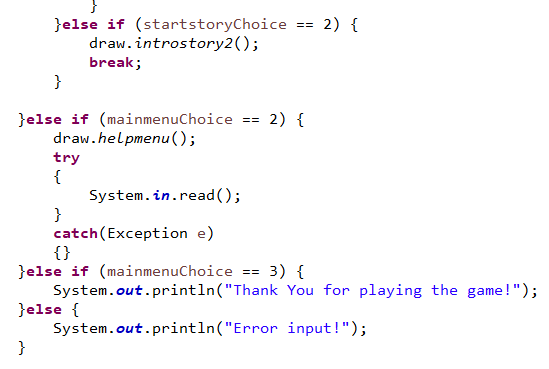 }
}else if (startstoryChoice == 2) {
draw.introstory2();
break;
}
}else if (mainmenuChoice == 2) {
draw.helpmenu();
try
{
System.in.read();
}
catch(Exception e)
{}
}else if (mainmenuChoice == 3) {
System.out.println("Thank You for playing the game!");
}else {
System.out.println("Error input!");
}